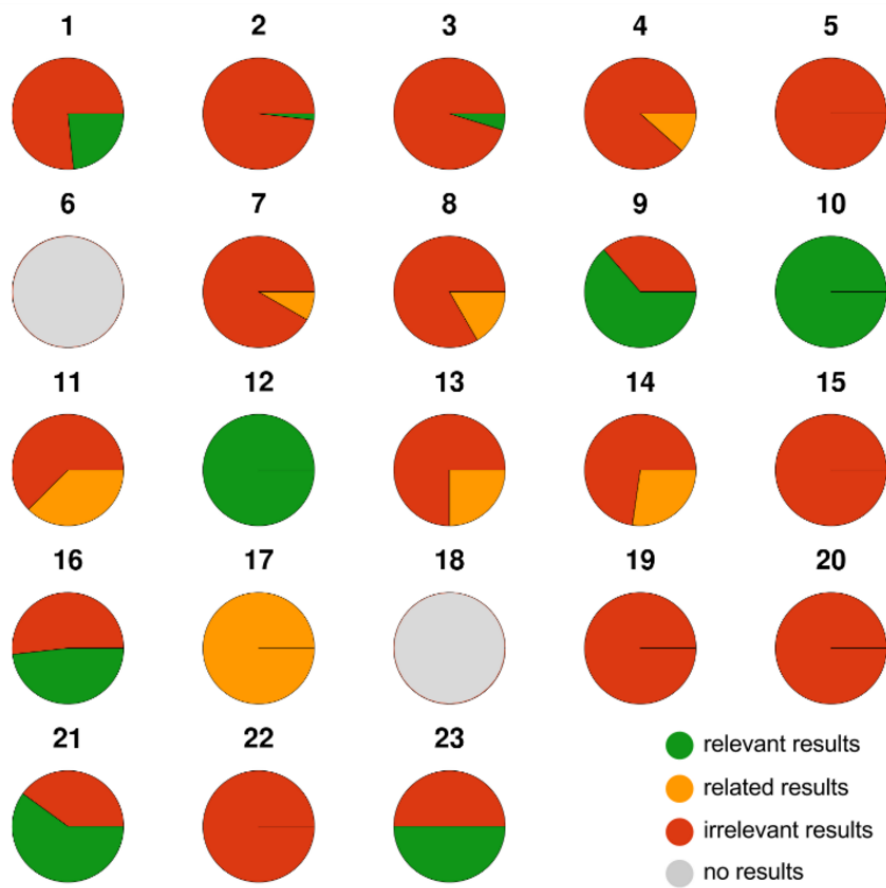 1 2 3 4 5
6 7 8 9 10
11 12 13 14 15
16 17 18 19 20
21 22 23
relevant results
related results
irrelevant results
no results